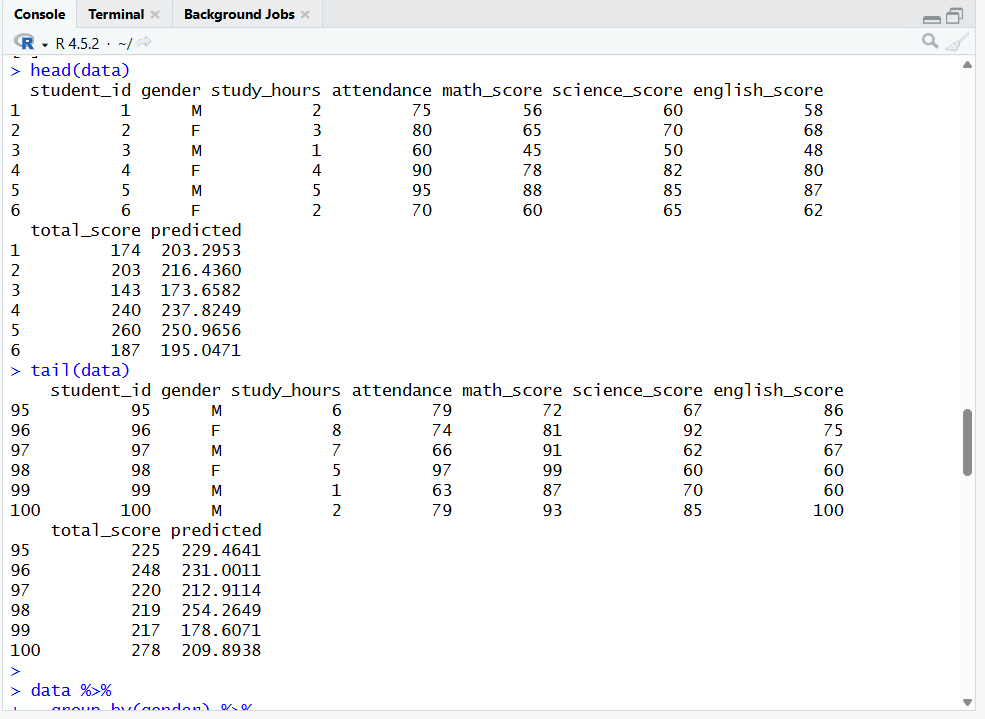 Console Terminal Background Jobs
R R 4.5.2 · ~/
> head(data)
  student_id gender study_hours attendance math_score science_score english_score
1          1      M           2         75         56            60            58
2          2      F           3         80         65            70            68
3          3      M           1         60         45            50            48
4          4      F           4         90         78            82            80
5          5      M           5         95         88            85            87
6          6      F           2         70         60            65            62
  total_score predicted
1         174  203.2953
2         203  216.4360
3         143  173.6582
4         240  237.8249
5         260  250.9656
6         187  195.0471
> tail(data)
    student_id gender study_hours attendance math_score science_score english_score
95          95      M           6         79         72            67            86
96          96      F           8         74         81            92            75
97          97      M           7         66         91            62            67
98          98      F           5         97         99            60            60
99          99      M           1         63         87            70            60
100        100      M           2         79         93            85           100
    total_score predicted
95          225  229.4641
96          248  231.0011
97          220  212.9114
98          219  254.2649
99          217  178.6071
100         278  209.8938
>
> data %>%
+   group_by(gender) %>%